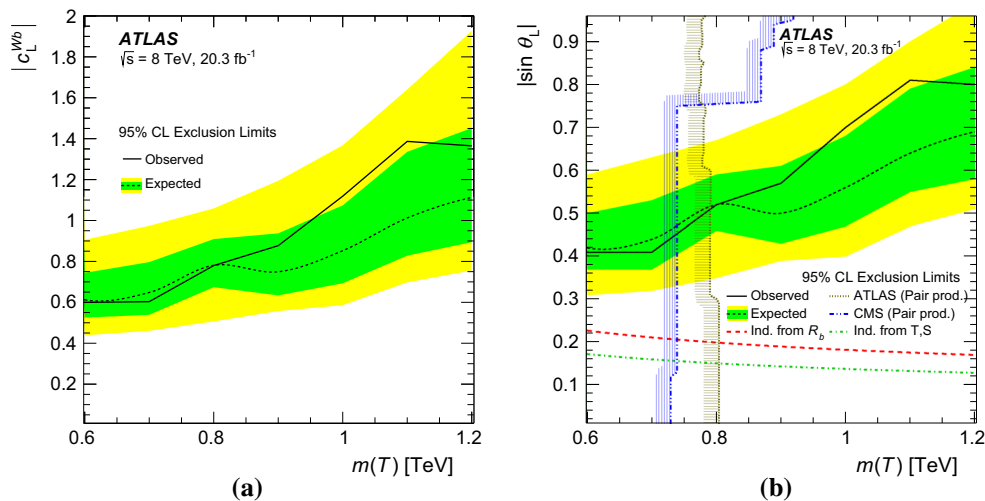 |c_L^{Wb}|
2
1.8
1.6
1.4
1.2
1
0.8
0.6
0.4
0.2
ATLAS
√s = 8 TeV, 20.3 fb⁻¹
95% CL Exclusion Limits
Observed
Expected
0.6 0.8 1 1.2
m(T) [TeV]
(a)
|sin θ_L|
0.9
0.8
0.7
0.6
0.5
0.4
0.3
0.2
0.1
ATLAS
√s = 8 TeV, 20.3 fb⁻¹
95% CL Exclusion Limits
Observed ATLAS (Pair prod.)
Expected CMS (Pair prod.)
Ind. from R_b Ind. from T,S
0.6 0.8 1 1.2
m(T) [TeV]
(b)